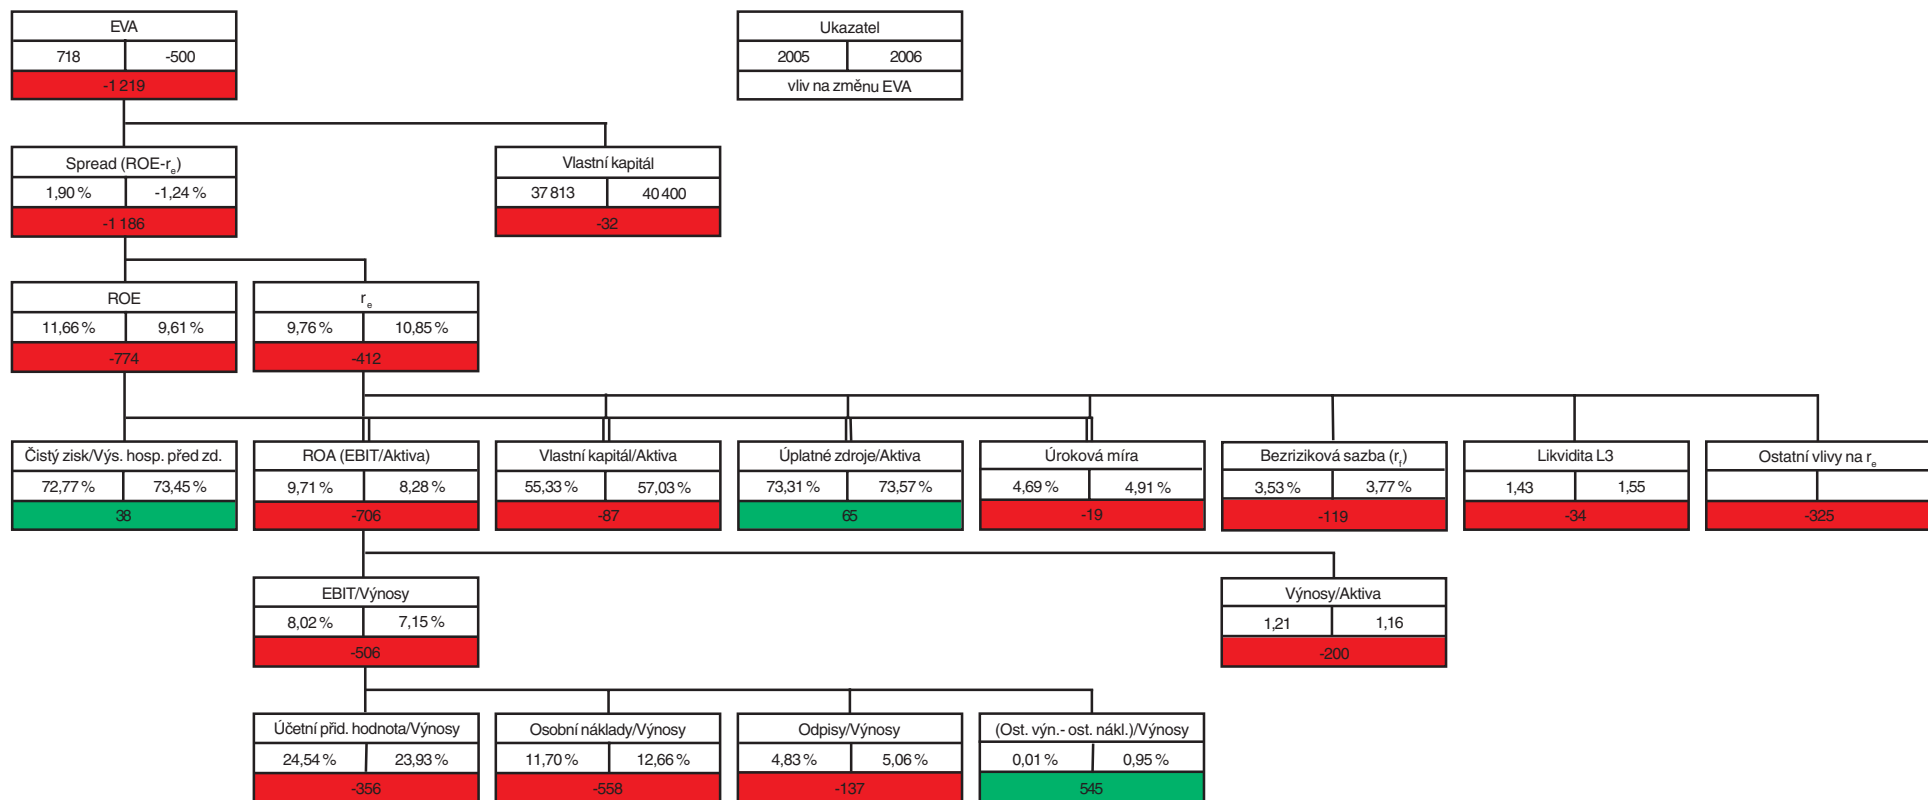 EVA
718 -500
-1 219
Ukazatel
2005 2006
vliv na změnu EVA
Spread (ROE-re)
1,90 % -1,24 %
-1 186
Vlastní kapitál
37 813 40 400
-32
ROE
11,66 % 9,61 %
-774
re
9,76 % 10,85 %
-412
Čistý zisk/Výs. hosp. před zd.
72,77 % 73,45 %
38
ROA (EBIT/Aktiva)
9,71 % 8,28 %
-706
Vlastní kapitál/Aktiva
55,33 % 57,03 %
-87
Úplatné zdroje/Aktiva
73,31 % 73,57 %
65
Úroková míra
4,69 % 4,91 %
-19
Bezriziková sazba (rf)
3,53 % 3,77 %
-119
Likvidita L3
1,43 1,55
-34
Ostatní vlivy na re
-325
EBIT/Výnosy
8,02 % 7,15 %
-506
Výnosy/Aktiva
1,21 1,16
-200
Účetní přid. hodnota/Výnosy
24,54 % 23,93 %
-356
Osobní náklady/Výnosy
11,70 % 12,66 %
-558
Odpisy/Výnosy
4,83 % 5,06 %
-137
(Ost. výn.- ost. nákl.)/Výnosy
0,01 % 0,95 %
545